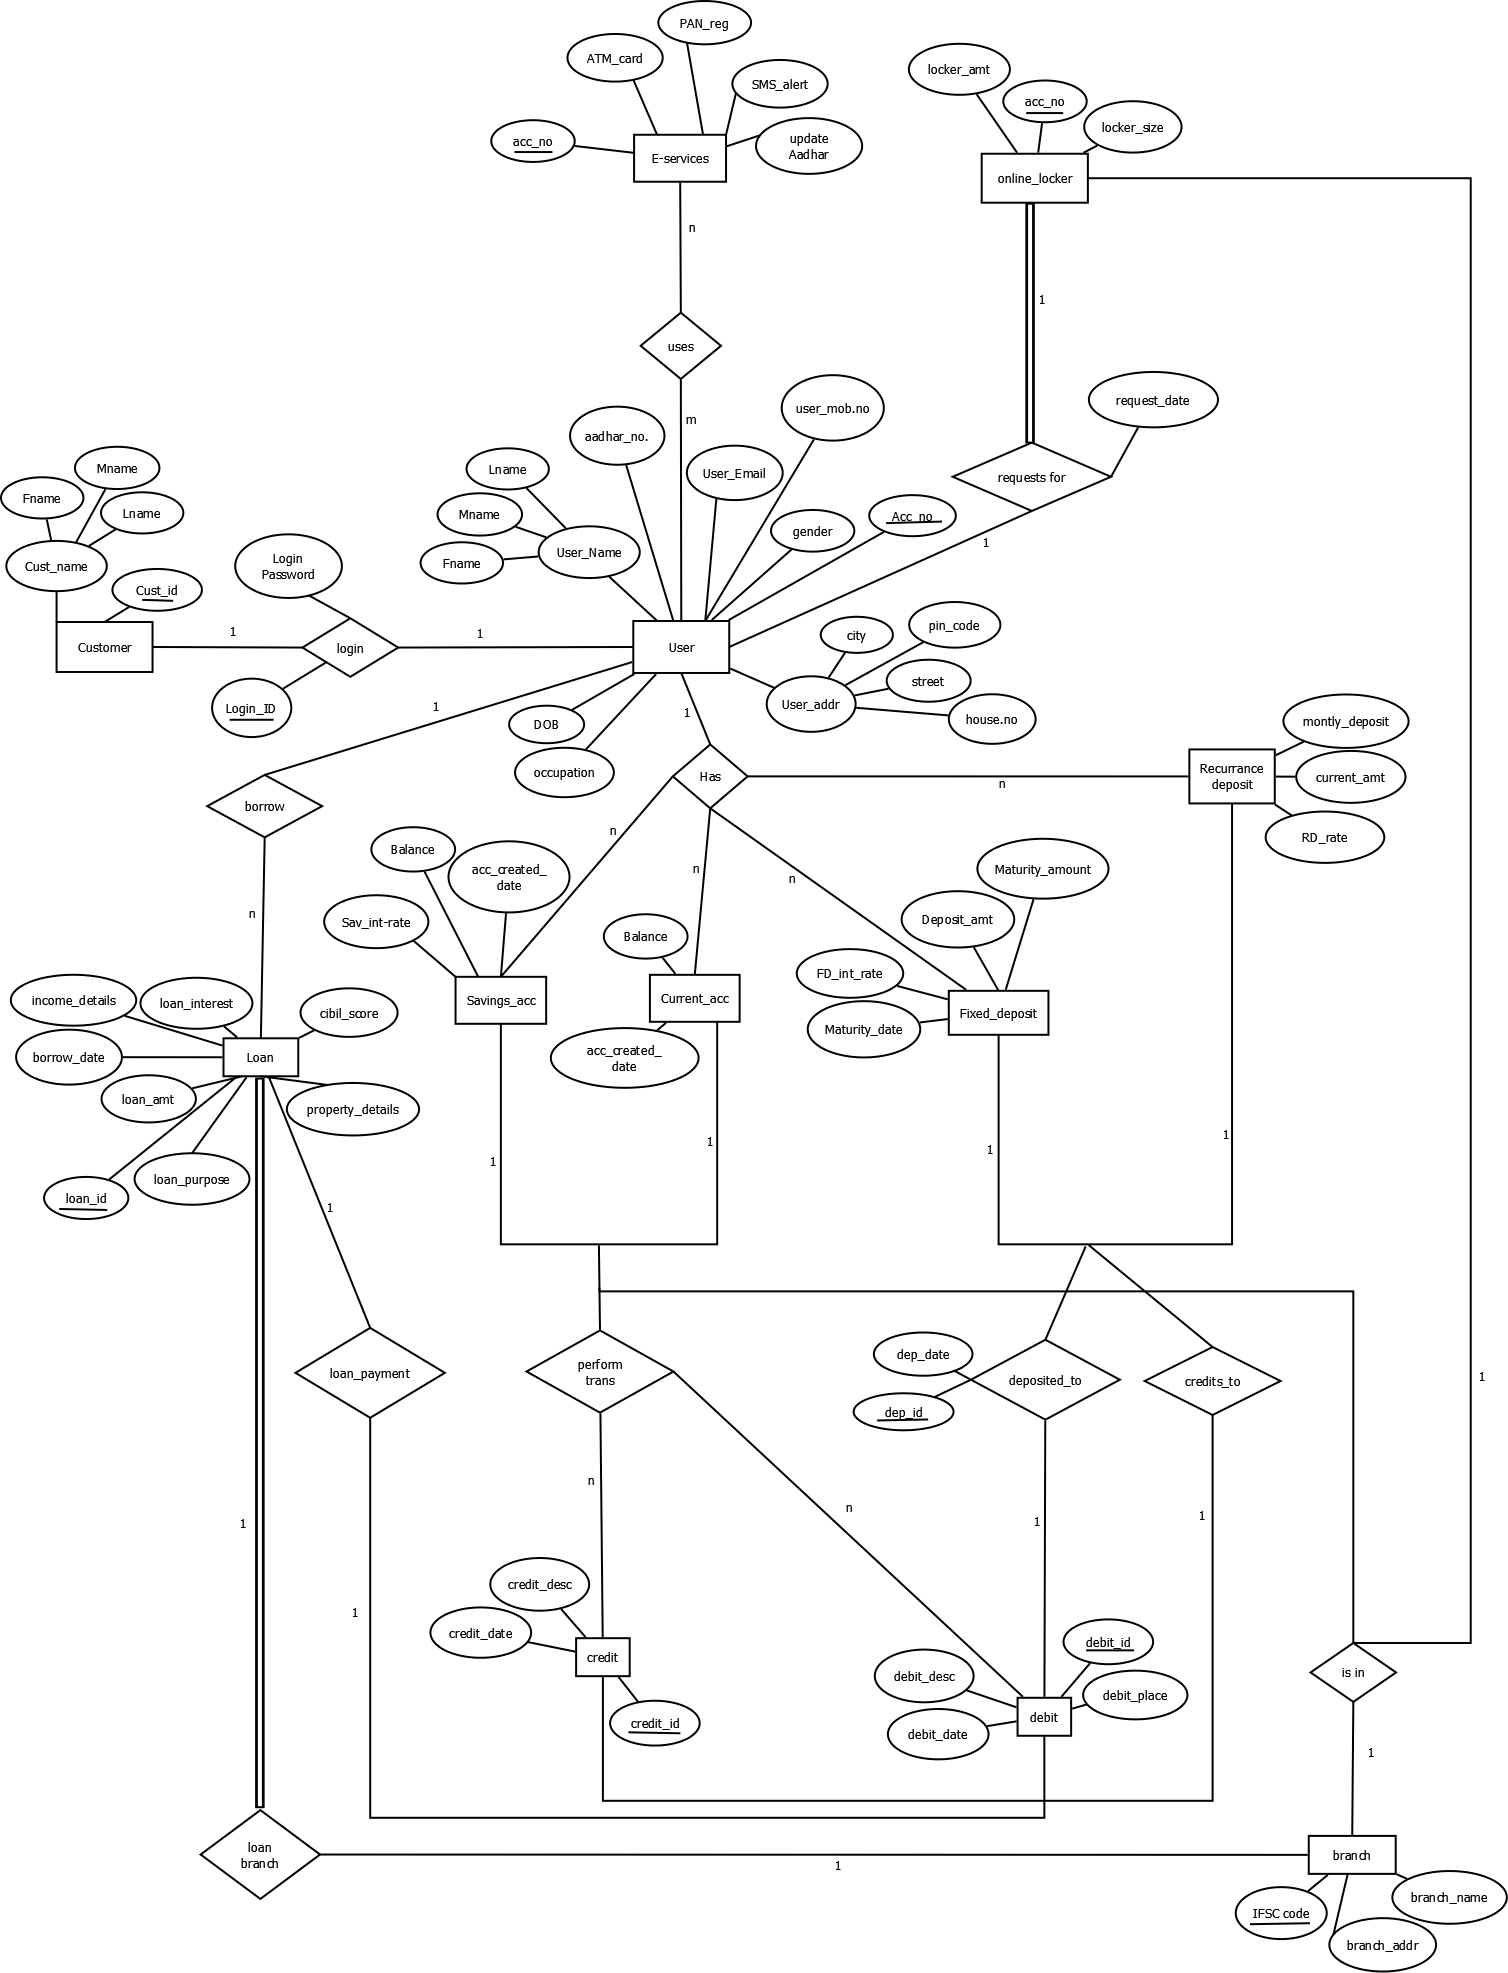 PAN_reg
ATM_card
SMS_alert
locker_amt
acc_no
locker_size
acc_no
update
Aadhar
E-services
online_locker
n
1
uses
m
user_mob.no
request_date
aadhar_no.
Mname
Lname
User_Email
requests for
Fname
Lname
Mname
Acc_no
gender
1
Cust_name
Login
Password
Fname
User_Name
Cust_id
1
1
city
pin_code
Customer
login
User
street
Login_ID
1
1
DOB
User_addr
house.no
montly_deposit
occupation
Has
Recurrance
deposit
current_amt
n
borrow
n
RD_rate
Balance
acc_created_
date
n
n
Maturity_amount
n
Sav_int-rate
Balance
Deposit_amt
FD_int_rate
income_details
loan_interest
cibil_score
Savings_acc
Current_acc
Fixed_deposit
Maturity_date
borrow_date
Loan
acc_created_
date
loan_amt
property_details
1
1
1
1
loan_purpose
loan_id
1
dep_date
perform
trans
loan_payment
deposited_to
credits_to
1
dep_id
n
n
1
1
1
credit_desc
1
credit_date
debit_id
credit
is in
debit_desc
debit_place
credit_id
debit
debit_date
1
loan
branch
1
branch
branch_name
IFSC code
branch_addr